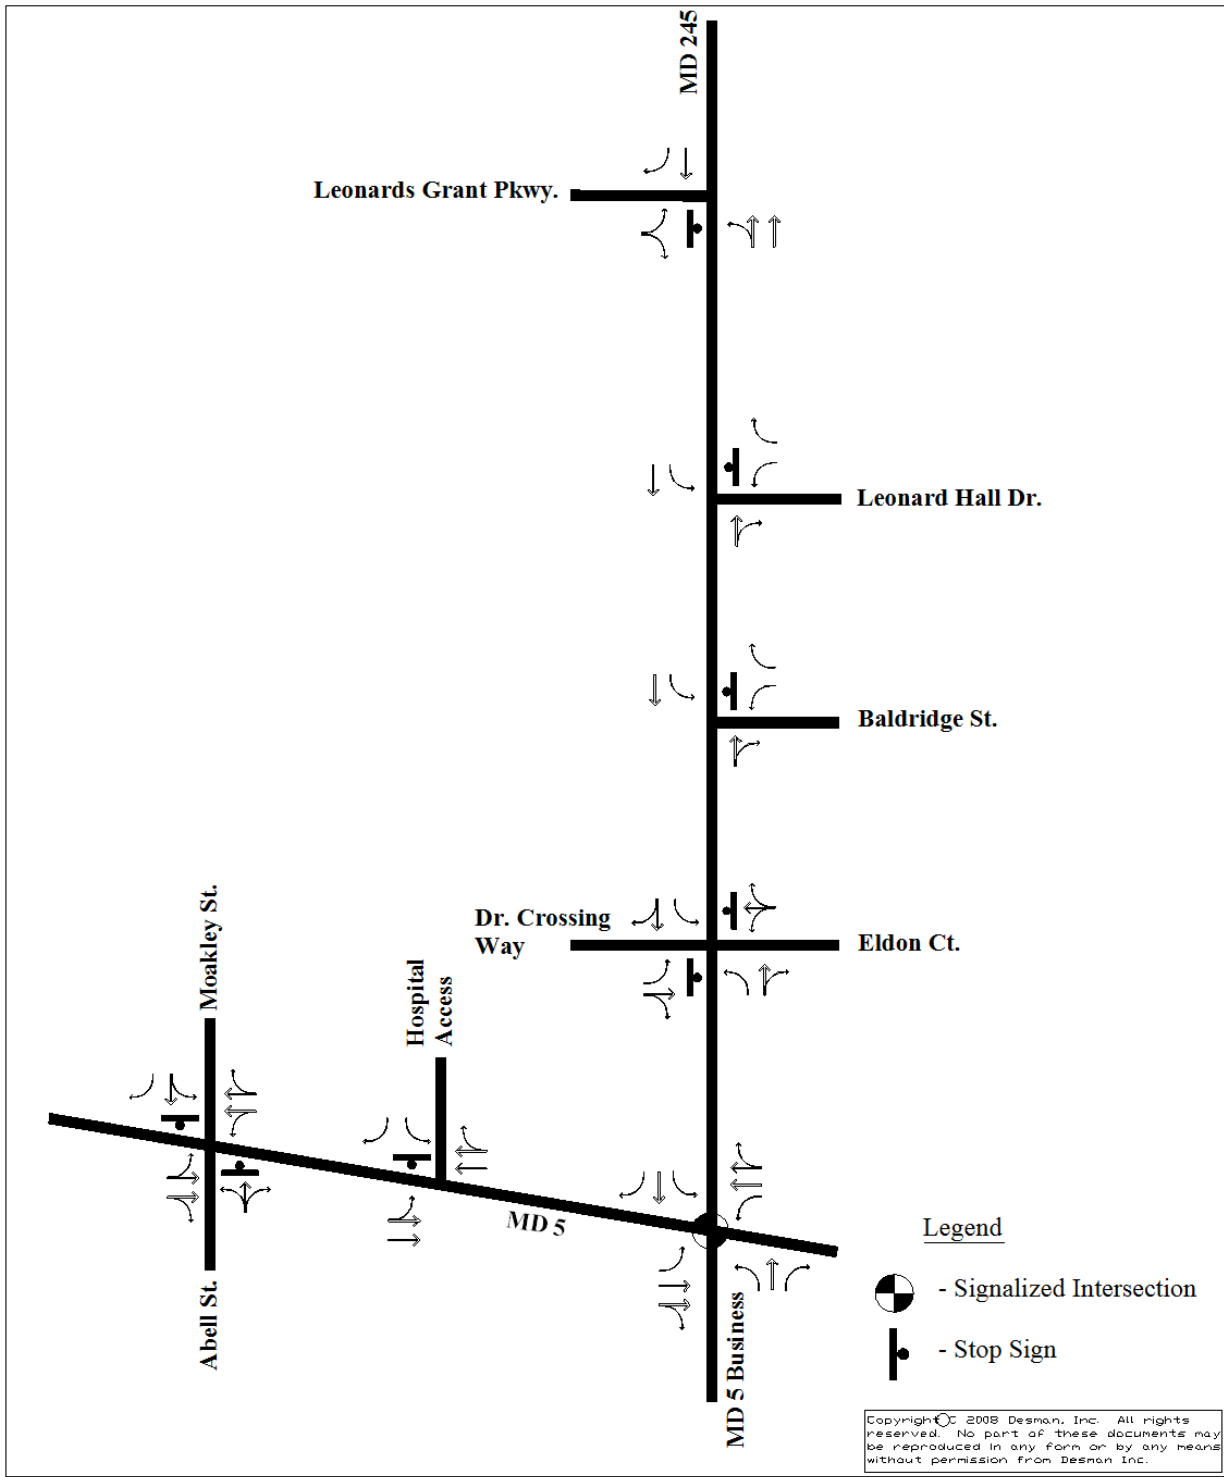 MD 245
Leonards Grant Pkwy.
Leonard Hall Dr.
Baldridge St.
Dr. Crossing
Way
Eldon Ct.
Moakley St.
Hospital
Access
MD 5
Abell St.
MD 5 Business
Legend
- Signalized Intersection
- Stop Sign
Copyright C 2008 Desman, Inc. All rights
reserved. No part of these documents may
be reproduced in any form or by any means
without permission from Desman Inc.